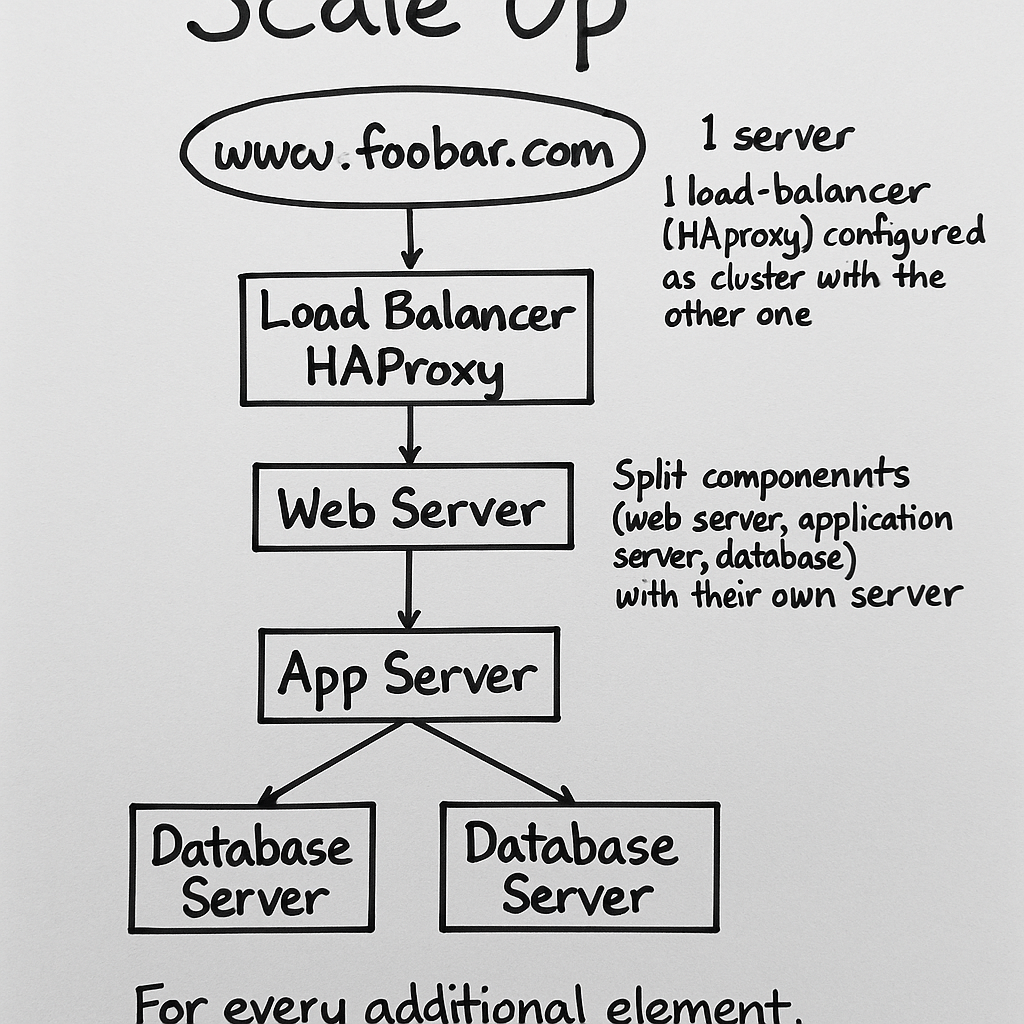 Scale Up
www.foobar.com
1 server
1 load-balancer
(HAproxy) configured
as cluster with the
other one
Load Balancer
HAProxy
Split componennts
(web server, application
server, database)
with their own server
Web Server
App Server
Database
Server
Database
Server
For every additional element,